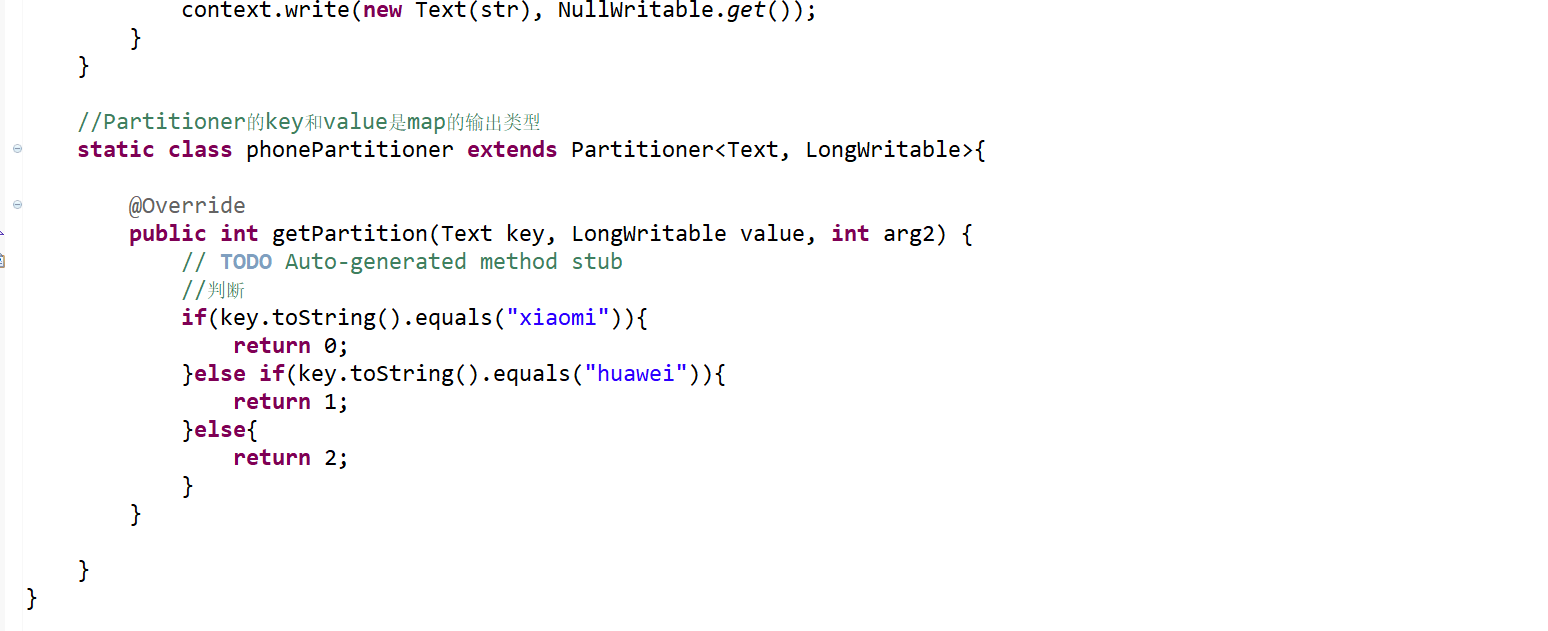 context.write(new Text(str), NullWritable.get());
}
}
//Partitioner的key和value是map的输出类型
static class phonePartitioner extends Partitioner<Text, LongWritable>{
@Override
public int getPartition(Text key, LongWritable value, int arg2) {
// TODO Auto-generated method stub
//判断
if(key.toString().equals("xiaomi")){
return 0;
}else if(key.toString().equals("huawei")){
return 1;
}else{
return 2;
}
}
}
}